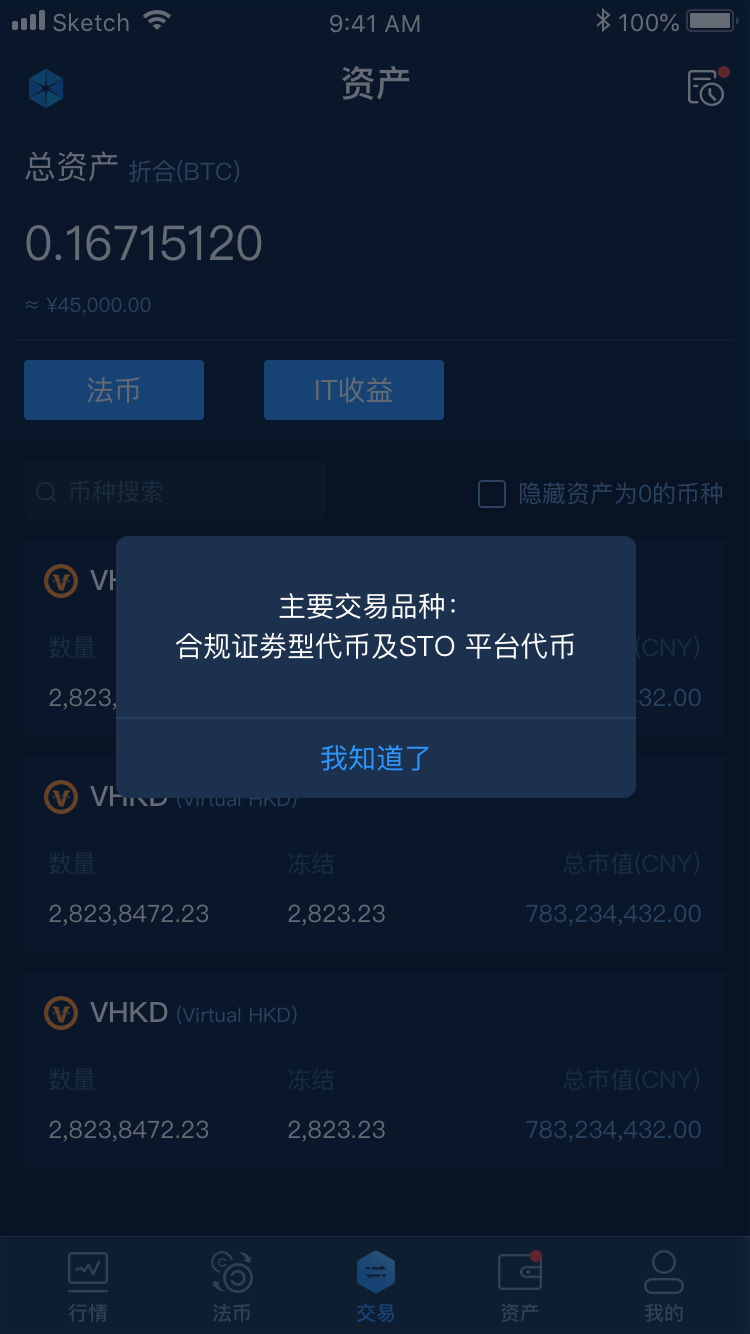 Sketch 9:41 AM 100%
资产
总资产 折合(BTC)
0.16715120
≈ ¥45,000.00
法币 IT收益
币种搜索 隐藏资产为0的币种
VH
主要交易品种：
合规证券型代币及STO 平台代币
数量 (CNY)
2,823, 432.00
我知道了
VHKD (Virtual HKD)
数量 冻结 总市值(CNY)
2,823,8472.23 2,823.23 783,234,432.00
VHKD (Virtual HKD)
数量 冻结 总市值(CNY)
2,823,8472.23 2,823.23 783,234,432.00
行情 法币 交易 资产 我的